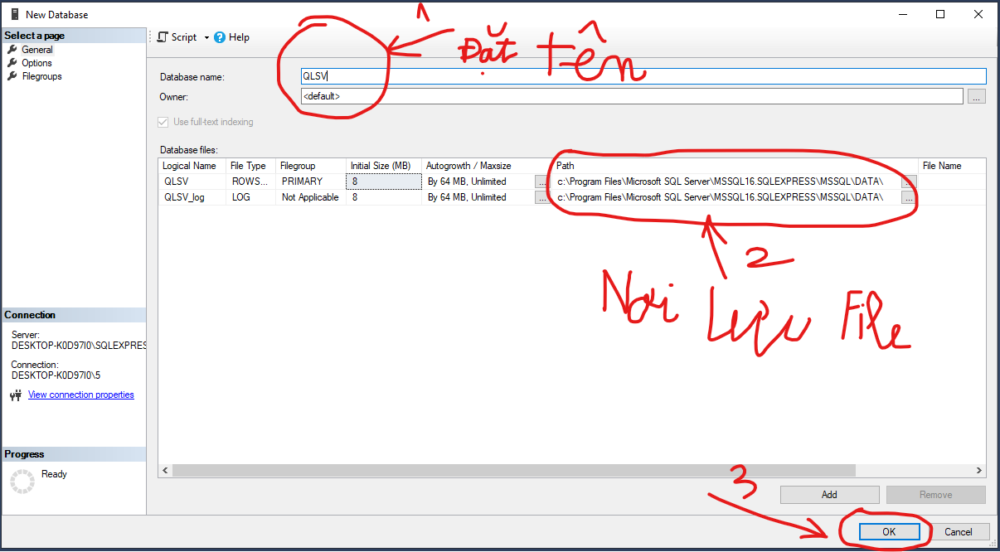 New Database
Select a page
General
Options
Filegroups
Script
Help
1
Đặt tên
Database name:
QLSV
Owner:
<default>
...
Use full-text indexing
Database files:
Logical Name File Type Filegroup Initial Size (MB) Autogrowth / Maxsize Path File Name
QLSV ROWS... PRIMARY 8 By 64 MB, Unlimited ... c:\Program Files\Microsoft SQL Server\MSSQL16.SQLEXPRESS\MSSQL\DATA\ ...
QLSV_log LOG Not Applicable 8 By 64 MB, Unlimited ... c:\Program Files\Microsoft SQL Server\MSSQL16.SQLEXPRESS\MSSQL\DATA\ ...
2
Nơi Lưu File
Connection
Server:
DESKTOP-K0D97I0\SQLEXPRES
Connection:
DESKTOP-K0D97I0\5
View connection properties
Progress
Ready
Add Remove
3
OK Cancel